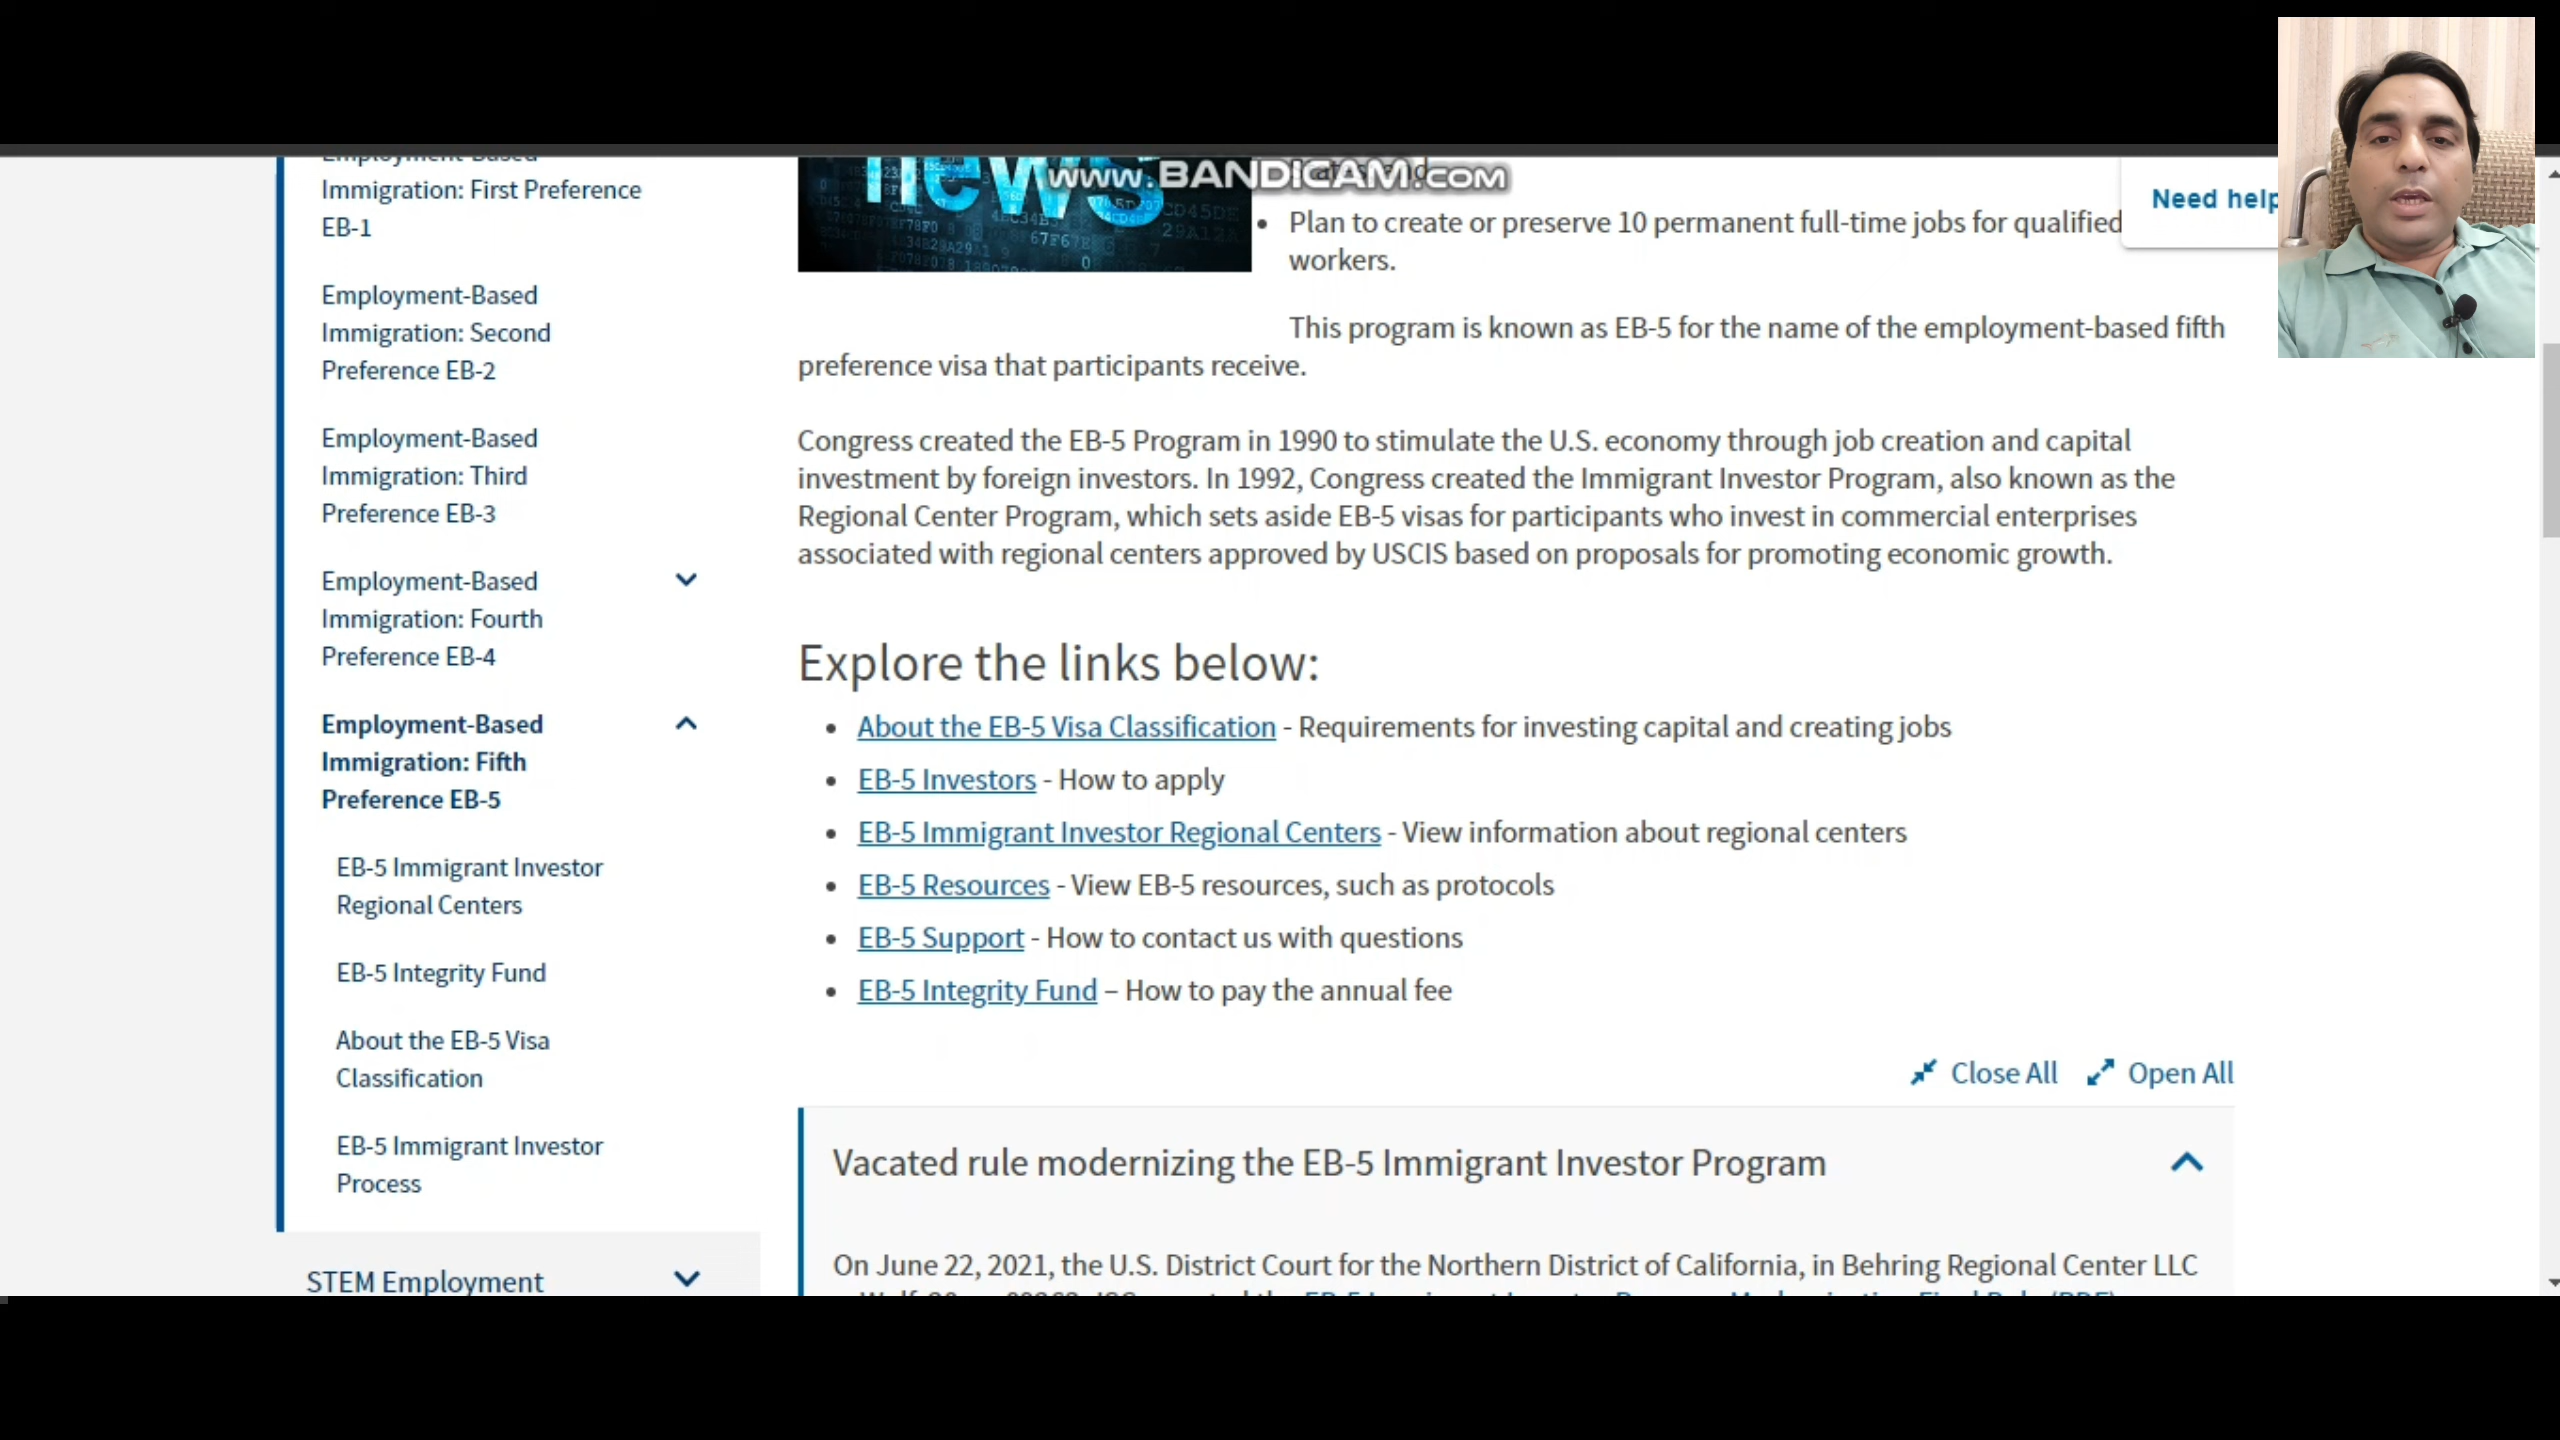 Employment-Based
Immigration: First Preference
EB-1
Employment-Based
Immigration: Second
Preference EB-2
Employment-Based
Immigration: Third
Preference EB-3
Employment-Based
Immigration: Fourth
Preference EB-4
Employment-Based
Immigration: Fifth
Preference EB-5
EB-5 Immigrant Investor
Regional Centers
EB-5 Integrity Fund
About the EB-5 Visa
Classification
EB-5 Immigrant Investor
Process
STEM Employment
news
www.BANDICAM.com
Need help
Plan to create or preserve 10 permanent full-time jobs for qualified
workers.
This program is known as EB-5 for the name of the employment-based fifth
preference visa that participants receive.
Congress created the EB-5 Program in 1990 to stimulate the U.S. economy through job creation and capital
investment by foreign investors. In 1992, Congress created the Immigrant Investor Program, also known as the
Regional Center Program, which sets aside EB-5 visas for participants who invest in commercial enterprises
associated with regional centers approved by USCIS based on proposals for promoting economic growth.
Explore the links below:
About the EB-5 Visa Classification - Requirements for investing capital and creating jobs
EB-5 Investors - How to apply
EB-5 Immigrant Investor Regional Centers - View information about regional centers
EB-5 Resources - View EB-5 resources, such as protocols
EB-5 Support - How to contact us with questions
EB-5 Integrity Fund – How to pay the annual fee
Close All Open All
Vacated rule modernizing the EB-5 Immigrant Investor Program
On June 22, 2021, the U.S. District Court for the Northern District of California, in Behring Regional Center LLC